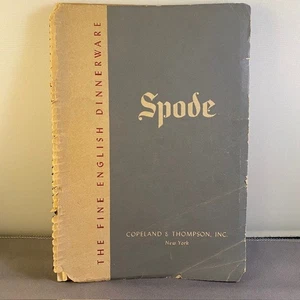 THE FINE ENGLISH DINNERWARE
Spode
COPELAND & THOMPSON, INC.
New York